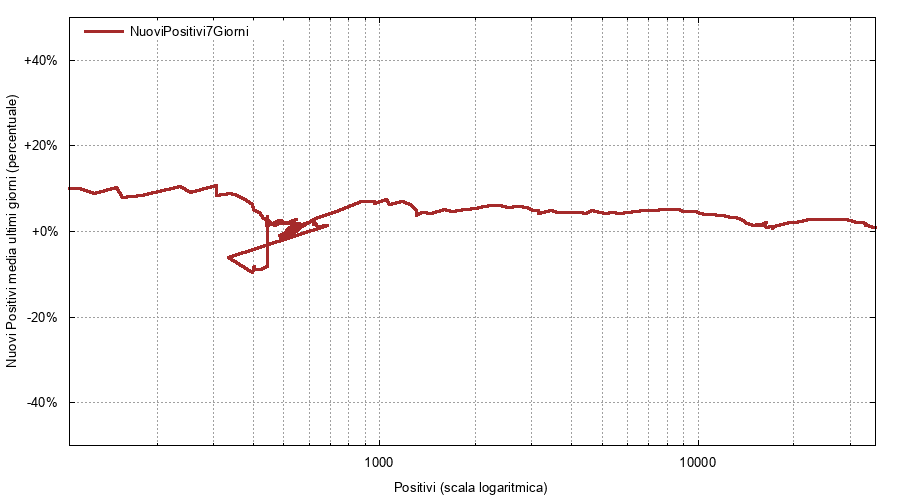 NuoviPositivi7Giorni
+40%
+20%
+0%
-20%
-40%
Nuovi Positivi media ultimi giorni (percentuale)
1000
10000
Positivi (scala logaritmica)